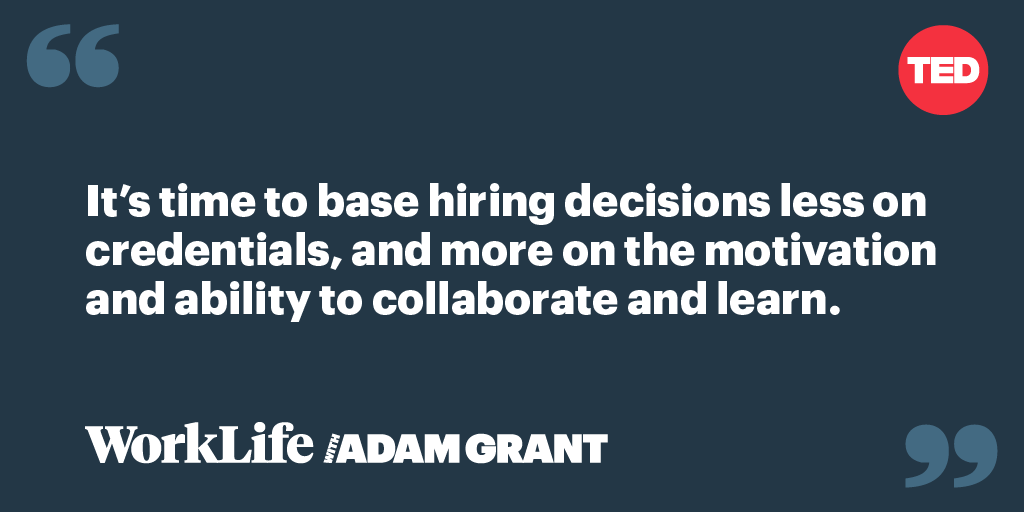 “
TED
It’s time to base hiring decisions less on
credentials, and more on the motivation
and ability to collaborate and learn.
WorkLife WITH ADAM GRANT
”